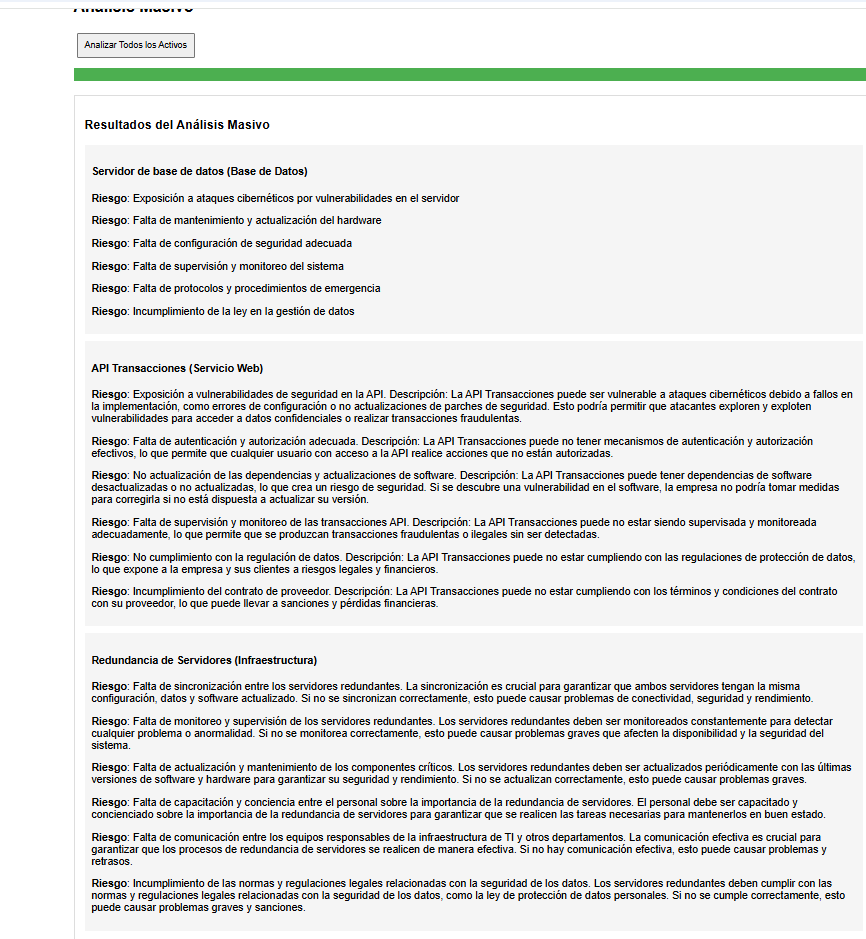 Análisis Masivo
Analizar Todos los Activos
Resultados del Análisis Masivo
Servidor de base de datos (Base de Datos)
Riesgo: Exposición a ataques cibernéticos por vulnerabilidades en el servidor
Riesgo: Falta de mantenimiento y actualización del hardware
Riesgo: Falta de configuración de seguridad adecuada
Riesgo: Falta de supervisión y monitoreo del sistema
Riesgo: Falta de protocolos y procedimientos de emergencia
Riesgo: Incumplimiento de la ley en la gestión de datos
API Transacciones (Servicio Web)
Riesgo: Exposición a vulnerabilidades de seguridad en la API. Descripción: La API Transacciones puede ser vulnerable a ataques cibernéticos debido a fallos en
la implementación, como errores de configuración o no actualizaciones de parches de seguridad. Esto podría permitir que atacantes exploren y exploten
vulnerabilidades para acceder a datos confidenciales o realizar transacciones fraudulentas.
Riesgo: Falta de autenticación y autorización adecuada. Descripción: La API Transacciones puede no tener mecanismos de autenticación y autorización
efectivos, lo que permite que cualquier usuario con acceso a la API realice acciones que no están autorizadas.
Riesgo: No actualización de las dependencias y actualizaciones de software. Descripción: La API Transacciones puede tener dependencias de software
desactualizadas o no actualizadas, lo que crea un riesgo de seguridad. Si se descubre una vulnerabilidad en el software, la empresa no podría tomar medidas
para corregirla si no está dispuesta a actualizar su versión.
Riesgo: Falta de supervisión y monitoreo de las transacciones API. Descripción: La API Transacciones puede no estar siendo supervisada y monitoreada
adecuadamente, lo que permite que se produzcan transacciones fraudulentas o ilegales sin ser detectadas.
Riesgo: No cumplimiento con la regulación de datos. Descripción: La API Transacciones puede no estar cumpliendo con las regulaciones de protección de datos,
lo que expone a la empresa y sus clientes a riesgos legales y financieros.
Riesgo: Incumplimiento del contrato de proveedor. Descripción: La API Transacciones puede no estar cumpliendo con los términos y condiciones del contrato
con su proveedor, lo que puede llevar a sanciones y pérdidas financieras.
Redundancia de Servidores (Infraestructura)
Riesgo: Falta de sincronización entre los servidores redundantes. La sincronización es crucial para garantizar que ambos servidores tengan la misma
configuración, datos y software actualizado. Si no se sincronizan correctamente, esto puede causar problemas de conectividad, seguridad y rendimiento.
Riesgo: Falta de monitoreo y supervisión de los servidores redundantes. Los servidores redundantes deben ser monitoreados constantemente para detectar
cualquier problema o anormalidad. Si no se monitorea correctamente, esto puede causar problemas graves que afecten la disponibilidad y la seguridad del
sistema.
Riesgo: Falta de actualización y mantenimiento de los componentes críticos. Los servidores redundantes deben ser actualizados periódicamente con las últimas
versiones de software y hardware para garantizar su seguridad y rendimiento. Si no se actualizan correctamente, esto puede causar problemas graves.
Riesgo: Falta de capacitación y conciencia entre el personal sobre la importancia de la redundancia de servidores. El personal debe ser capacitado y
concienciado sobre la importancia de la redundancia de servidores para garantizar que se realicen las tareas necesarias para mantenerlos en buen estado.
Riesgo: Falta de comunicación entre los equipos responsables de la infraestructura de TI y otros departamentos. La comunicación efectiva es crucial para
garantizar que los procesos de redundancia de servidores se realicen de manera efectiva. Si no hay comunicación efectiva, esto puede causar problemas y
retrasos.
Riesgo: Incumplimiento de las normas y regulaciones legales relacionadas con la seguridad de los datos. Los servidores redundantes deben cumplir con las
normas y regulaciones legales relacionadas con la seguridad de los datos, como la ley de protección de datos personales. Si no se cumple correctamente, esto
puede causar problemas graves y sanciones.